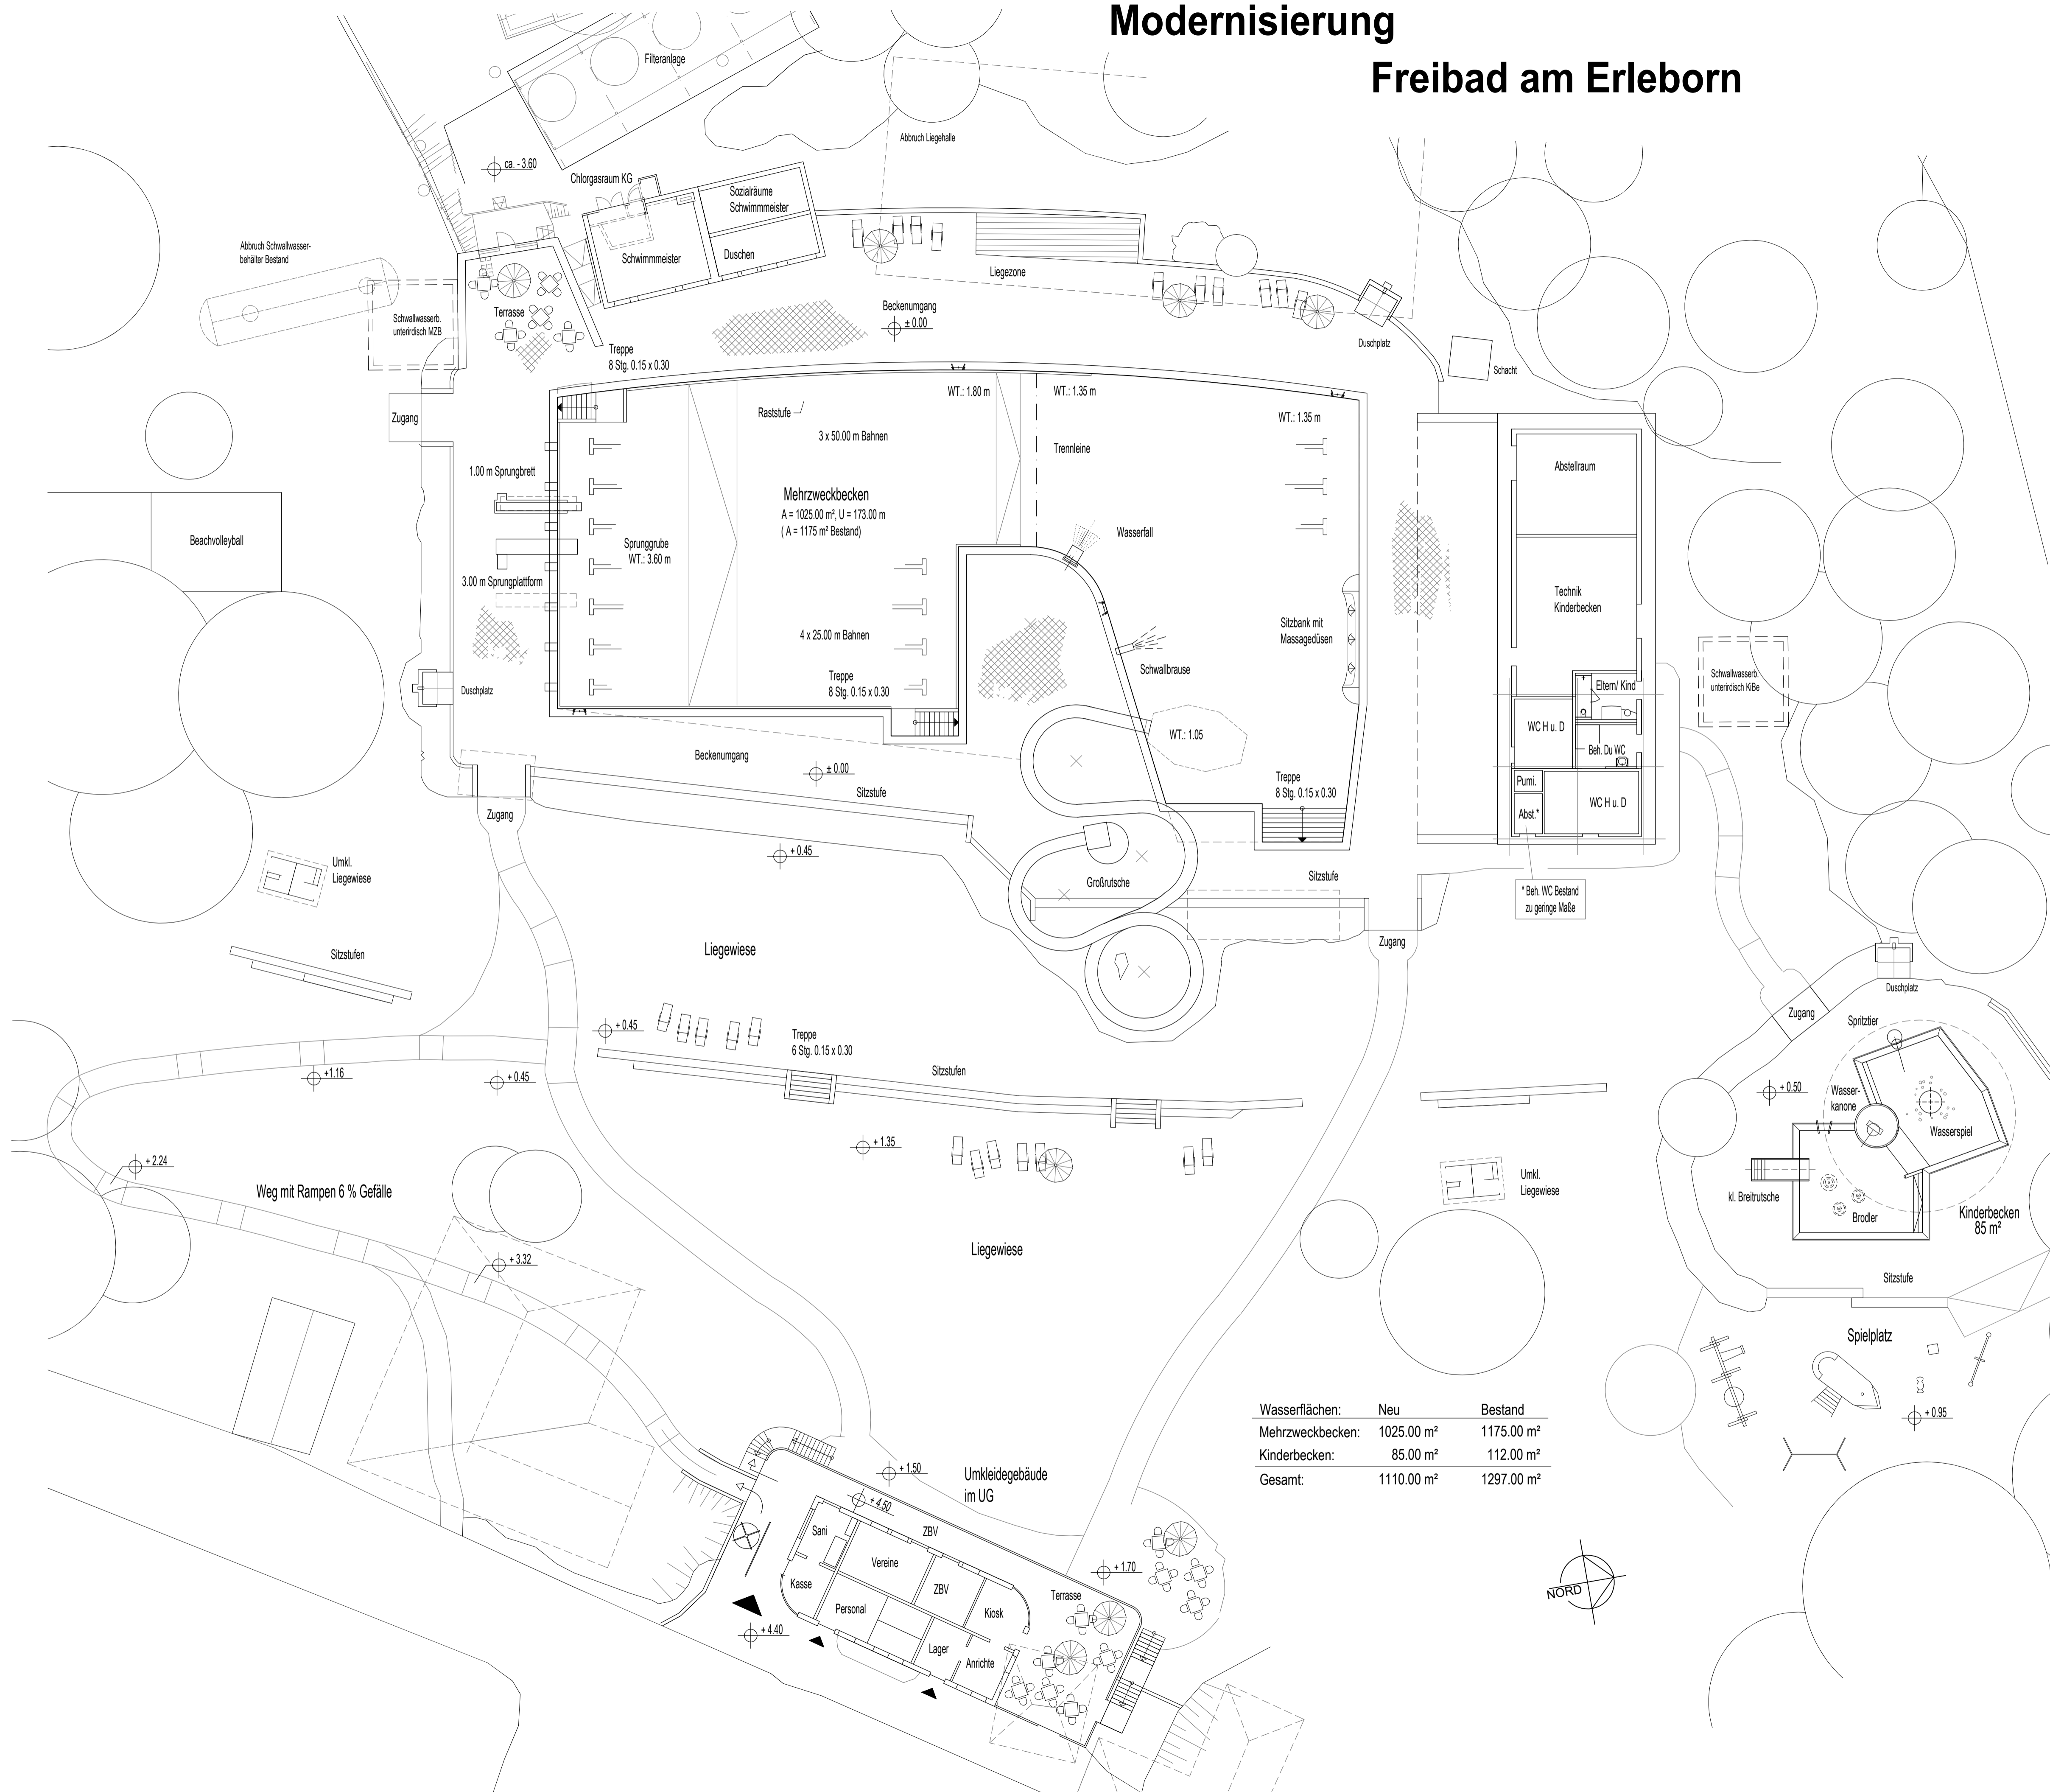 Modernisierung
Freibad am Erleborn
Filteranlage
Abbruch Liegehalle
ca. - 3.60
Chlorgasraum KG
Sozialräume
Schwimmmeister
Duschen
Schwimmmeister
Abbruch Schwallwasser-
behälter Bestand
Schwallwasserb.
unterirdisch MZB
Terrasse
Liegezone
Beckenumgang
± 0.00
Treppe
8 Stg. 0.15 x 0.30
Duschplatz
Schacht
Zugang
WT.: 1.80 m
WT.: 1.35 m
Raststufe
WT.: 1.35 m
3 x 50.00 m Bahnen
Trennleine
1.00 m Sprungbrett
Abstellraum
Mehrzweckbecken
A = 1025.00 m², U = 173.00 m
( A = 1175 m² Bestand)
Wasserfall
Beachvolleyball
Sprunggrube
WT.: 3.60 m
3.00 m Sprungplattform
Technik
Kinderbecken
4 x 25.00 m Bahnen
Sitzbank mit
Massagedüsen
Schwallbrause
Treppe
8 Stg. 0.15 x 0.30
Duschplatz
Eltern/ Kind
Schwallwasserb.
unterirdisch KiBe
WC H u. D
WT.: 1.05
Beh. Du WC
Beckenumgang
± 0.00
Sitzstufe
Treppe
8 Stg. 0.15 x 0.30
Pumi.
Abst.*
WC H u. D
Zugang
+ 0.45
Umkl.
Liegewiese
Großrutsche
Sitzstufe
* Beh. WC Bestand
zu geringe Maße
Zugang
Sitzstufen
Liegewiese
Duschplatz
Zugang
Spritztier
+ 0.45
Treppe
6 Stg. 0.15 x 0.30
Sitzstufen
+1.16
+ 0.45
+ 0.50
Wasser-
kanone
Wasserspiel
+ 1.35
+ 2.24
Weg mit Rampen 6 % Gefälle
Umkl.
Liegewiese
kl. Breitrutsche
Brodler
Kinderbecken
85 m²
Liegewiese
+ 3.32
Sitzstufe
Spielplatz
+ 0.95
Wasserflächen: Neu Bestand
Mehrzweckbecken: 1025.00 m² 1175.00 m²
Kinderbecken: 85.00 m² 112.00 m²
Gesamt: 1110.00 m² 1297.00 m²
+ 1.50
Umkleidegebäude
im UG
+ 4.50
Sani
ZBV
Vereine
Kasse
ZBV
Personal
Kiosk
Terrasse
+ 1.70
Lager
Anrichte
+ 4.40
NORD